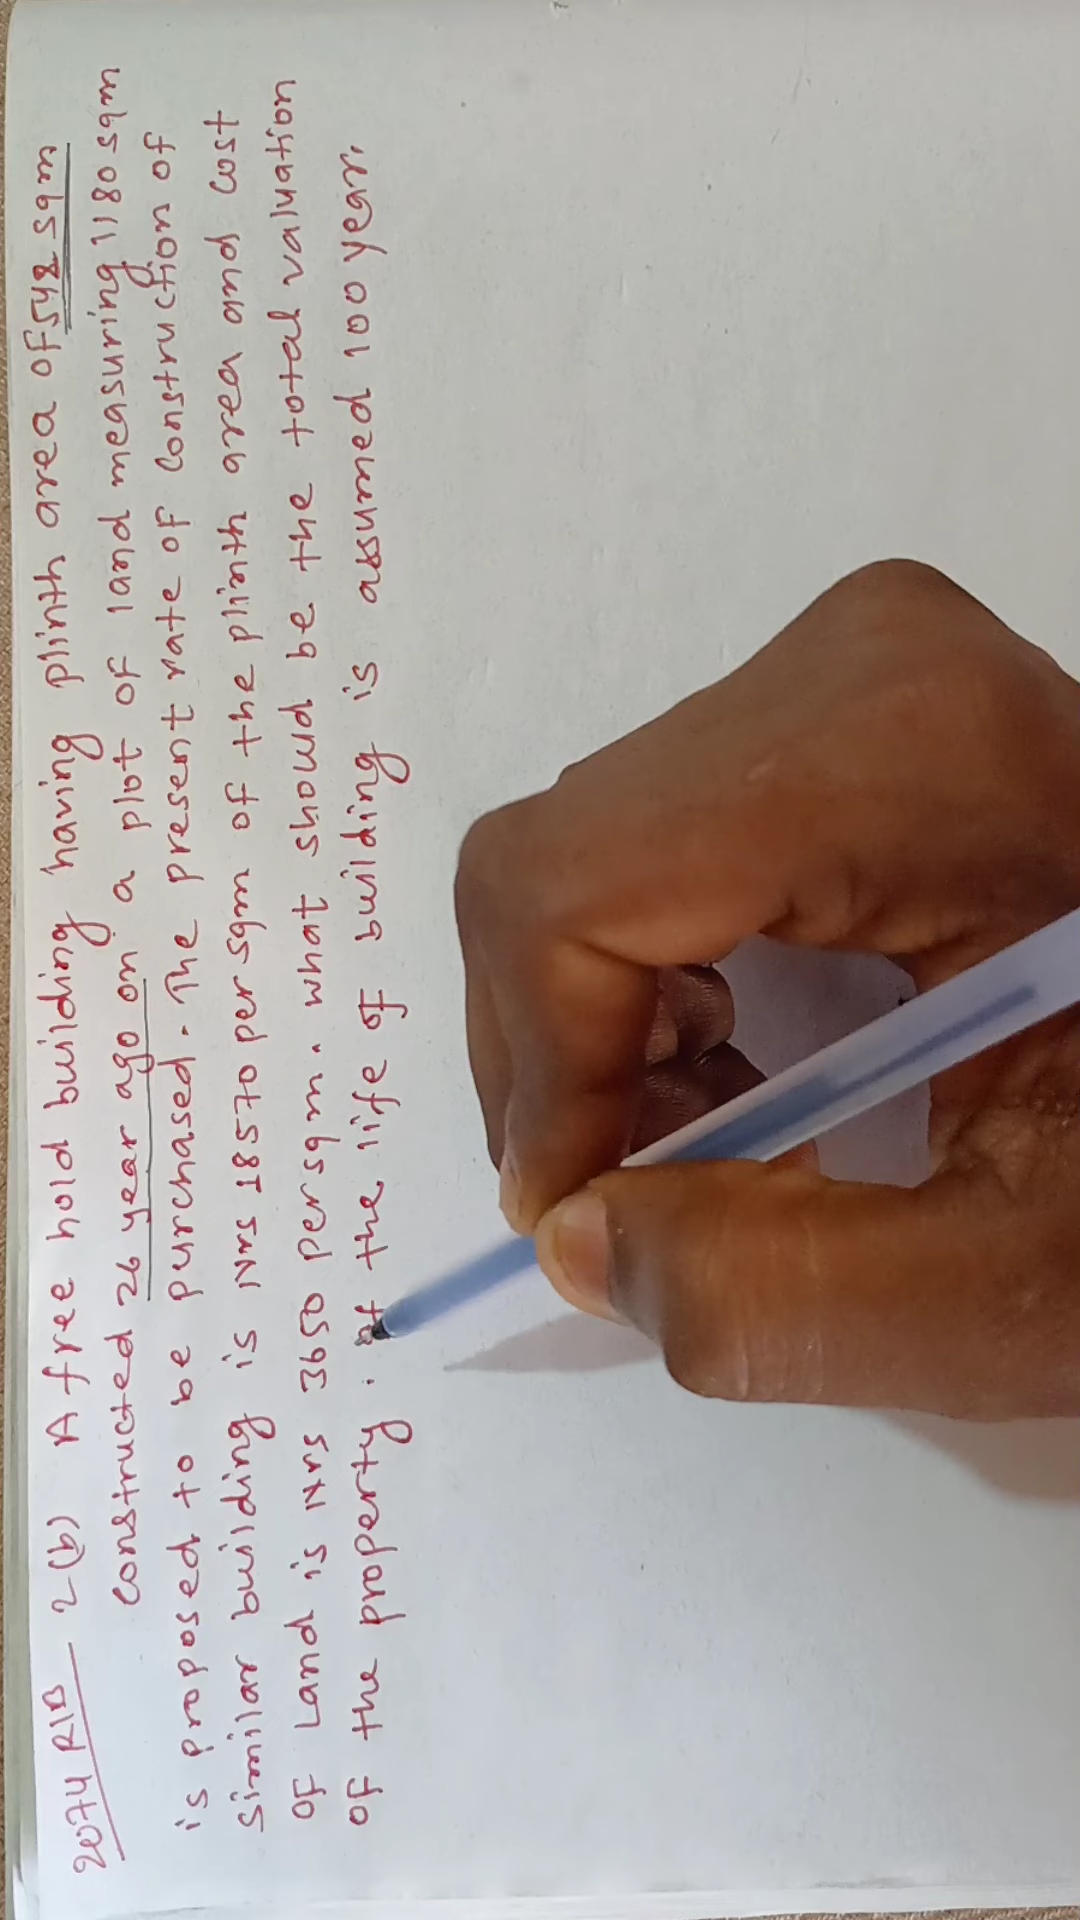 2074 RIB 2(b) A free hold building having plinth area of 548 sqm
constructed 26 year ago on a plot of land measuring 1180 sqm
is proposed to be purchased. The present rate of construction of
similar building is NRS 18570 per sqm of the plinth area and cost
of Land is NRS 3650 per sqm. what should be the total valuation
of the property. the life of building is assumed 100 year.